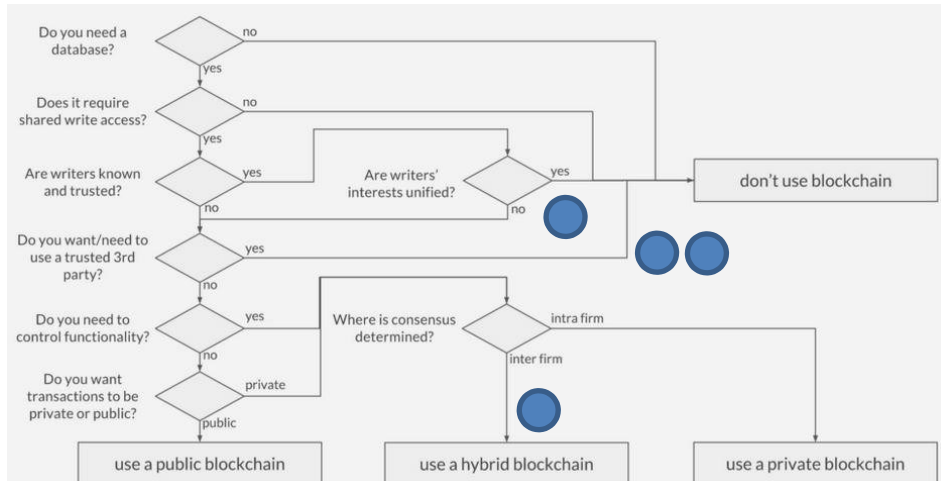 Do you need a
database?
no
yes
Does it require
shared write access?
no
yes
Are writers known
and trusted?
yes
no
Are writers'
interests unified?
yes
no
don't use blockchain
Do you want/need to
use a trusted 3rd
party?
yes
no
Do you need to
control functionality?
yes
no
Where is consensus
determined?
intra firm
inter firm
Do you want
transactions to be
private or public?
private
public
use a public blockchain
use a hybrid blockchain
use a private blockchain